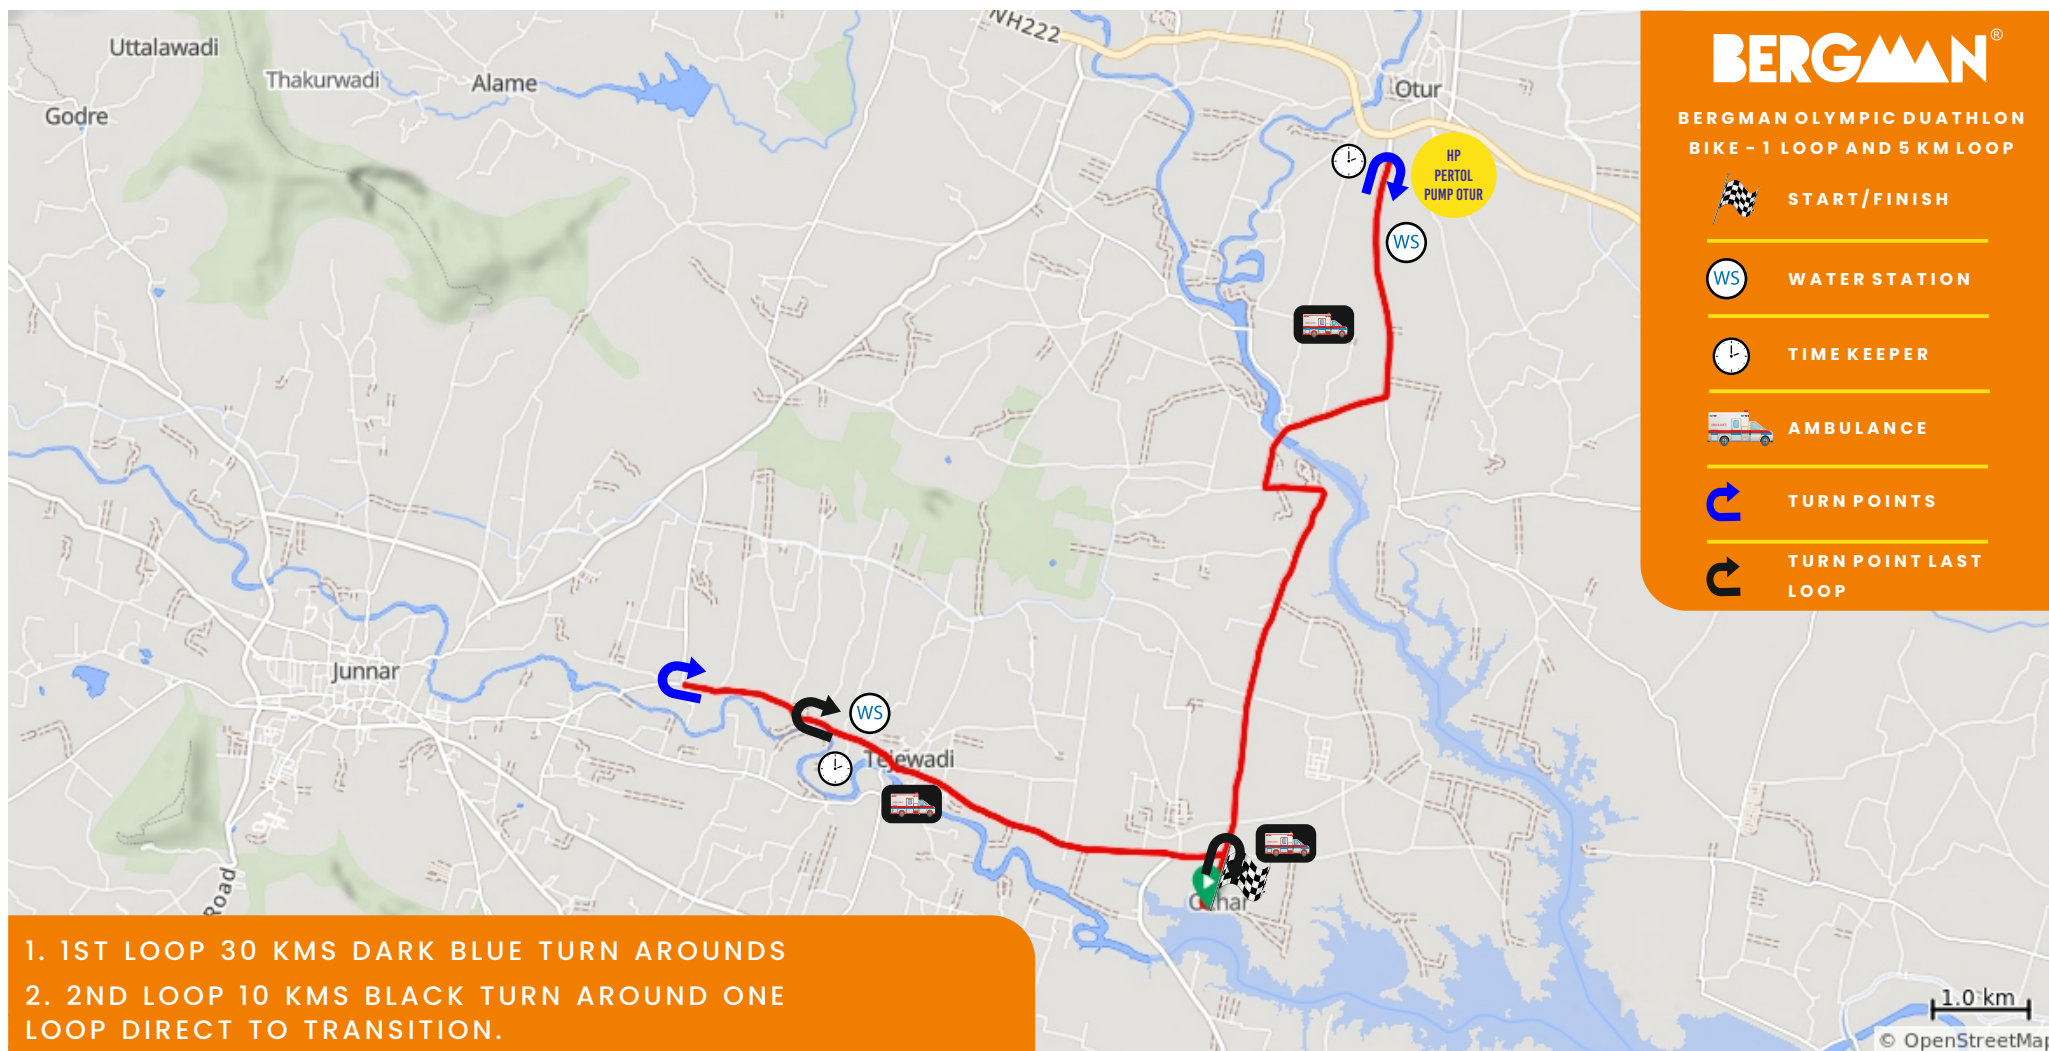 NH222
Uttalawadi
Thakurwadi
Alame
Godre
Otur
HP
PERTOL
PUMP OTUR
WS
Junnar
WS
Tejewadi
Road
1. 1ST LOOP 30 KMS DARK BLUE TURN AROUNDS
2. 2ND LOOP 10 KMS BLACK TURN AROUND ONE
LOOP DIRECT TO TRANSITION.
BERGMAN®
BERGMAN OLYMPIC DUATHLON
BIKE - 1 LOOP AND 5 KM LOOP
START/FINISH
WS WATER STATION
TIME KEEPER
AMBULANCE
TURN POINTS
TURN POINT LAST
LOOP
1.0 km
© OpenStreetMap